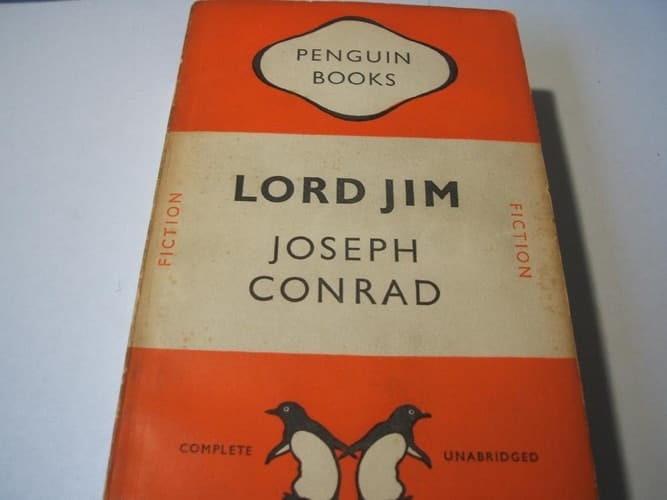 PENGUIN
BOOKS
LORD JIM
JOSEPH
CONRAD
FICTION
FICTION
COMPLETE UNABRIDGED